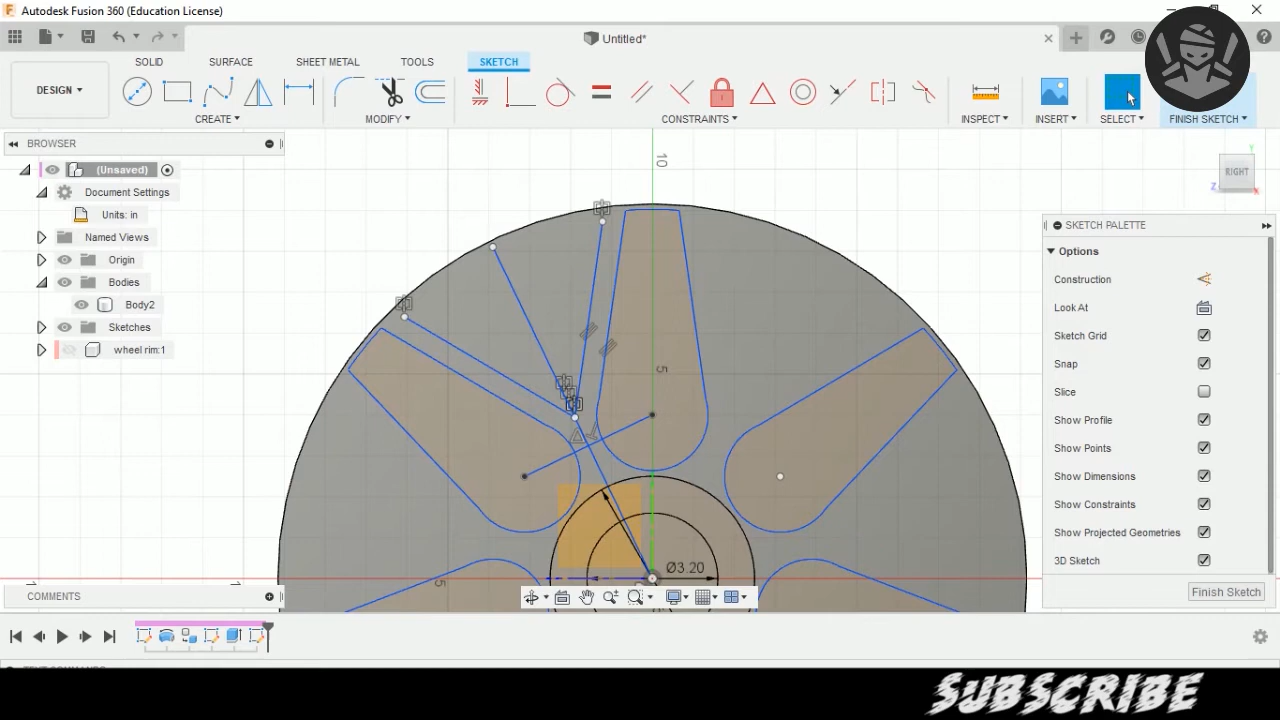 Autodesk Fusion 360 (Education License)
Untitled*
DESIGN
SOLID
SURFACE
SHEET METAL
TOOLS
SKETCH
CREATE
MODIFY
CONSTRAINTS
INSPECT
INSERT
SELECT
FINISH SKETCH
BROWSER
(Unsaved)
Document Settings
Units: in
Named Views
Origin
Bodies
Body2
Sketches
wheel rim:1
10
5
5
Ø3.20
Y
RIGHT
Z
X
SKETCH PALETTE
Options
Construction
Look At
Sketch Grid
Snap
Slice
Show Profile
Show Points
Show Dimensions
Show Constraints
Show Projected Geometries
3D Sketch
Finish Sketch
COMMENTS
SUBSCRIBE